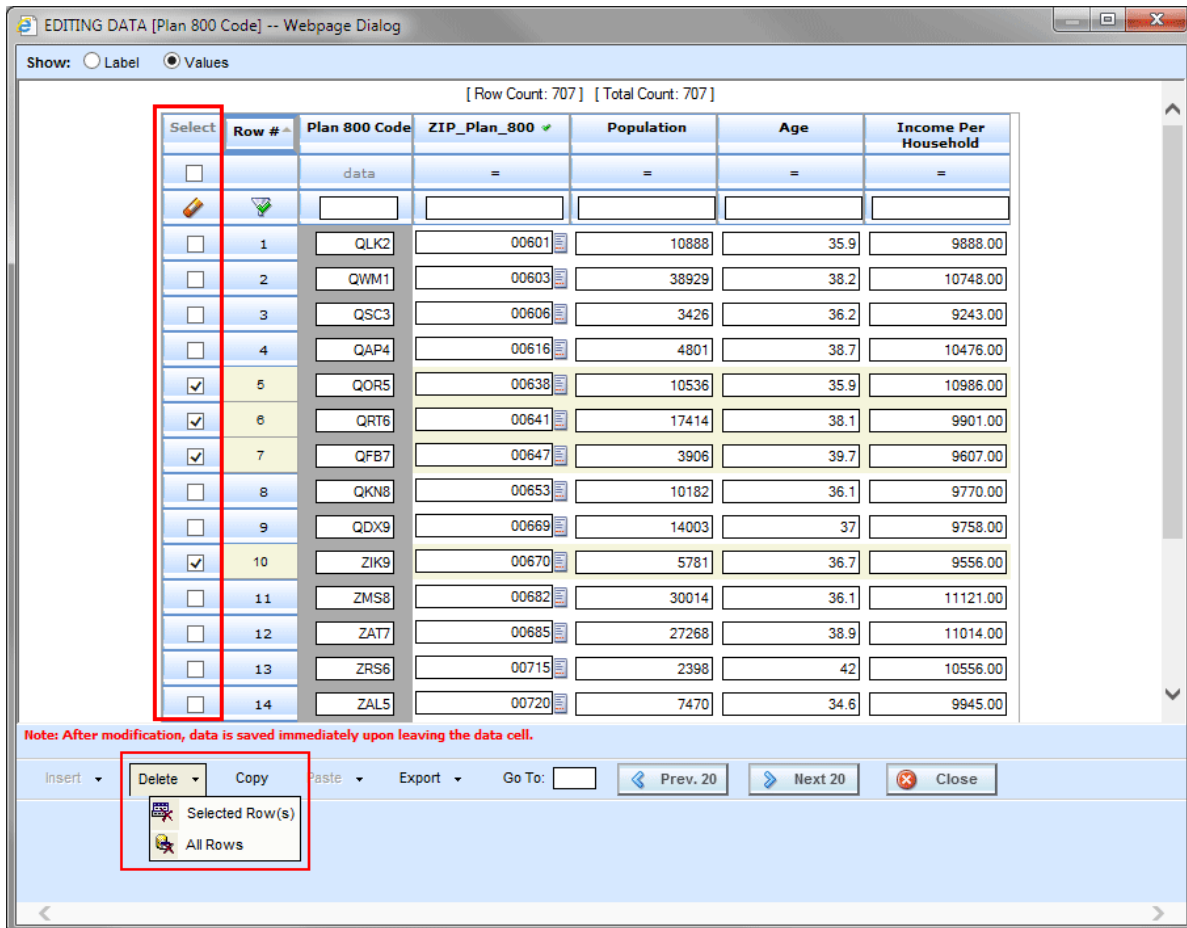 EDITING DATA [Plan 800 Code] -- Webpage Dialog
Show: Label Values
[ Row Count: 707 ] [ Total Count: 707 ]
Select Row # Plan 800 Code ZIP_Plan_800 Population Age Income Per Household
data = = = =
1 QLK2 00601 10888 35.9 9888.00
2 QWM1 00603 38929 38.2 10748.00
3 QSC3 00606 3426 36.2 9243.00
4 QAP4 00616 4801 38.7 10476.00
5 QOR5 00638 10536 35.9 10986.00
6 QRT6 00641 17414 38.1 9901.00
7 QFB7 00647 3906 39.7 9607.00
8 QKN8 00653 10182 36.1 9770.00
9 QDX9 00669 14003 37 9758.00
10 ZIK9 00670 5781 36.7 9556.00
11 ZMS8 00682 30014 36.1 11121.00
12 ZAT7 00685 27268 38.9 11014.00
13 ZRS6 00715 2398 42 10556.00
14 ZAL5 00720 7470 34.6 9945.00
Note: After modification, data is saved immediately upon leaving the data cell.
Insert Delete Copy Paste Export Go To: Prev. 20 Next 20 Close
Selected Row(s)
All Rows